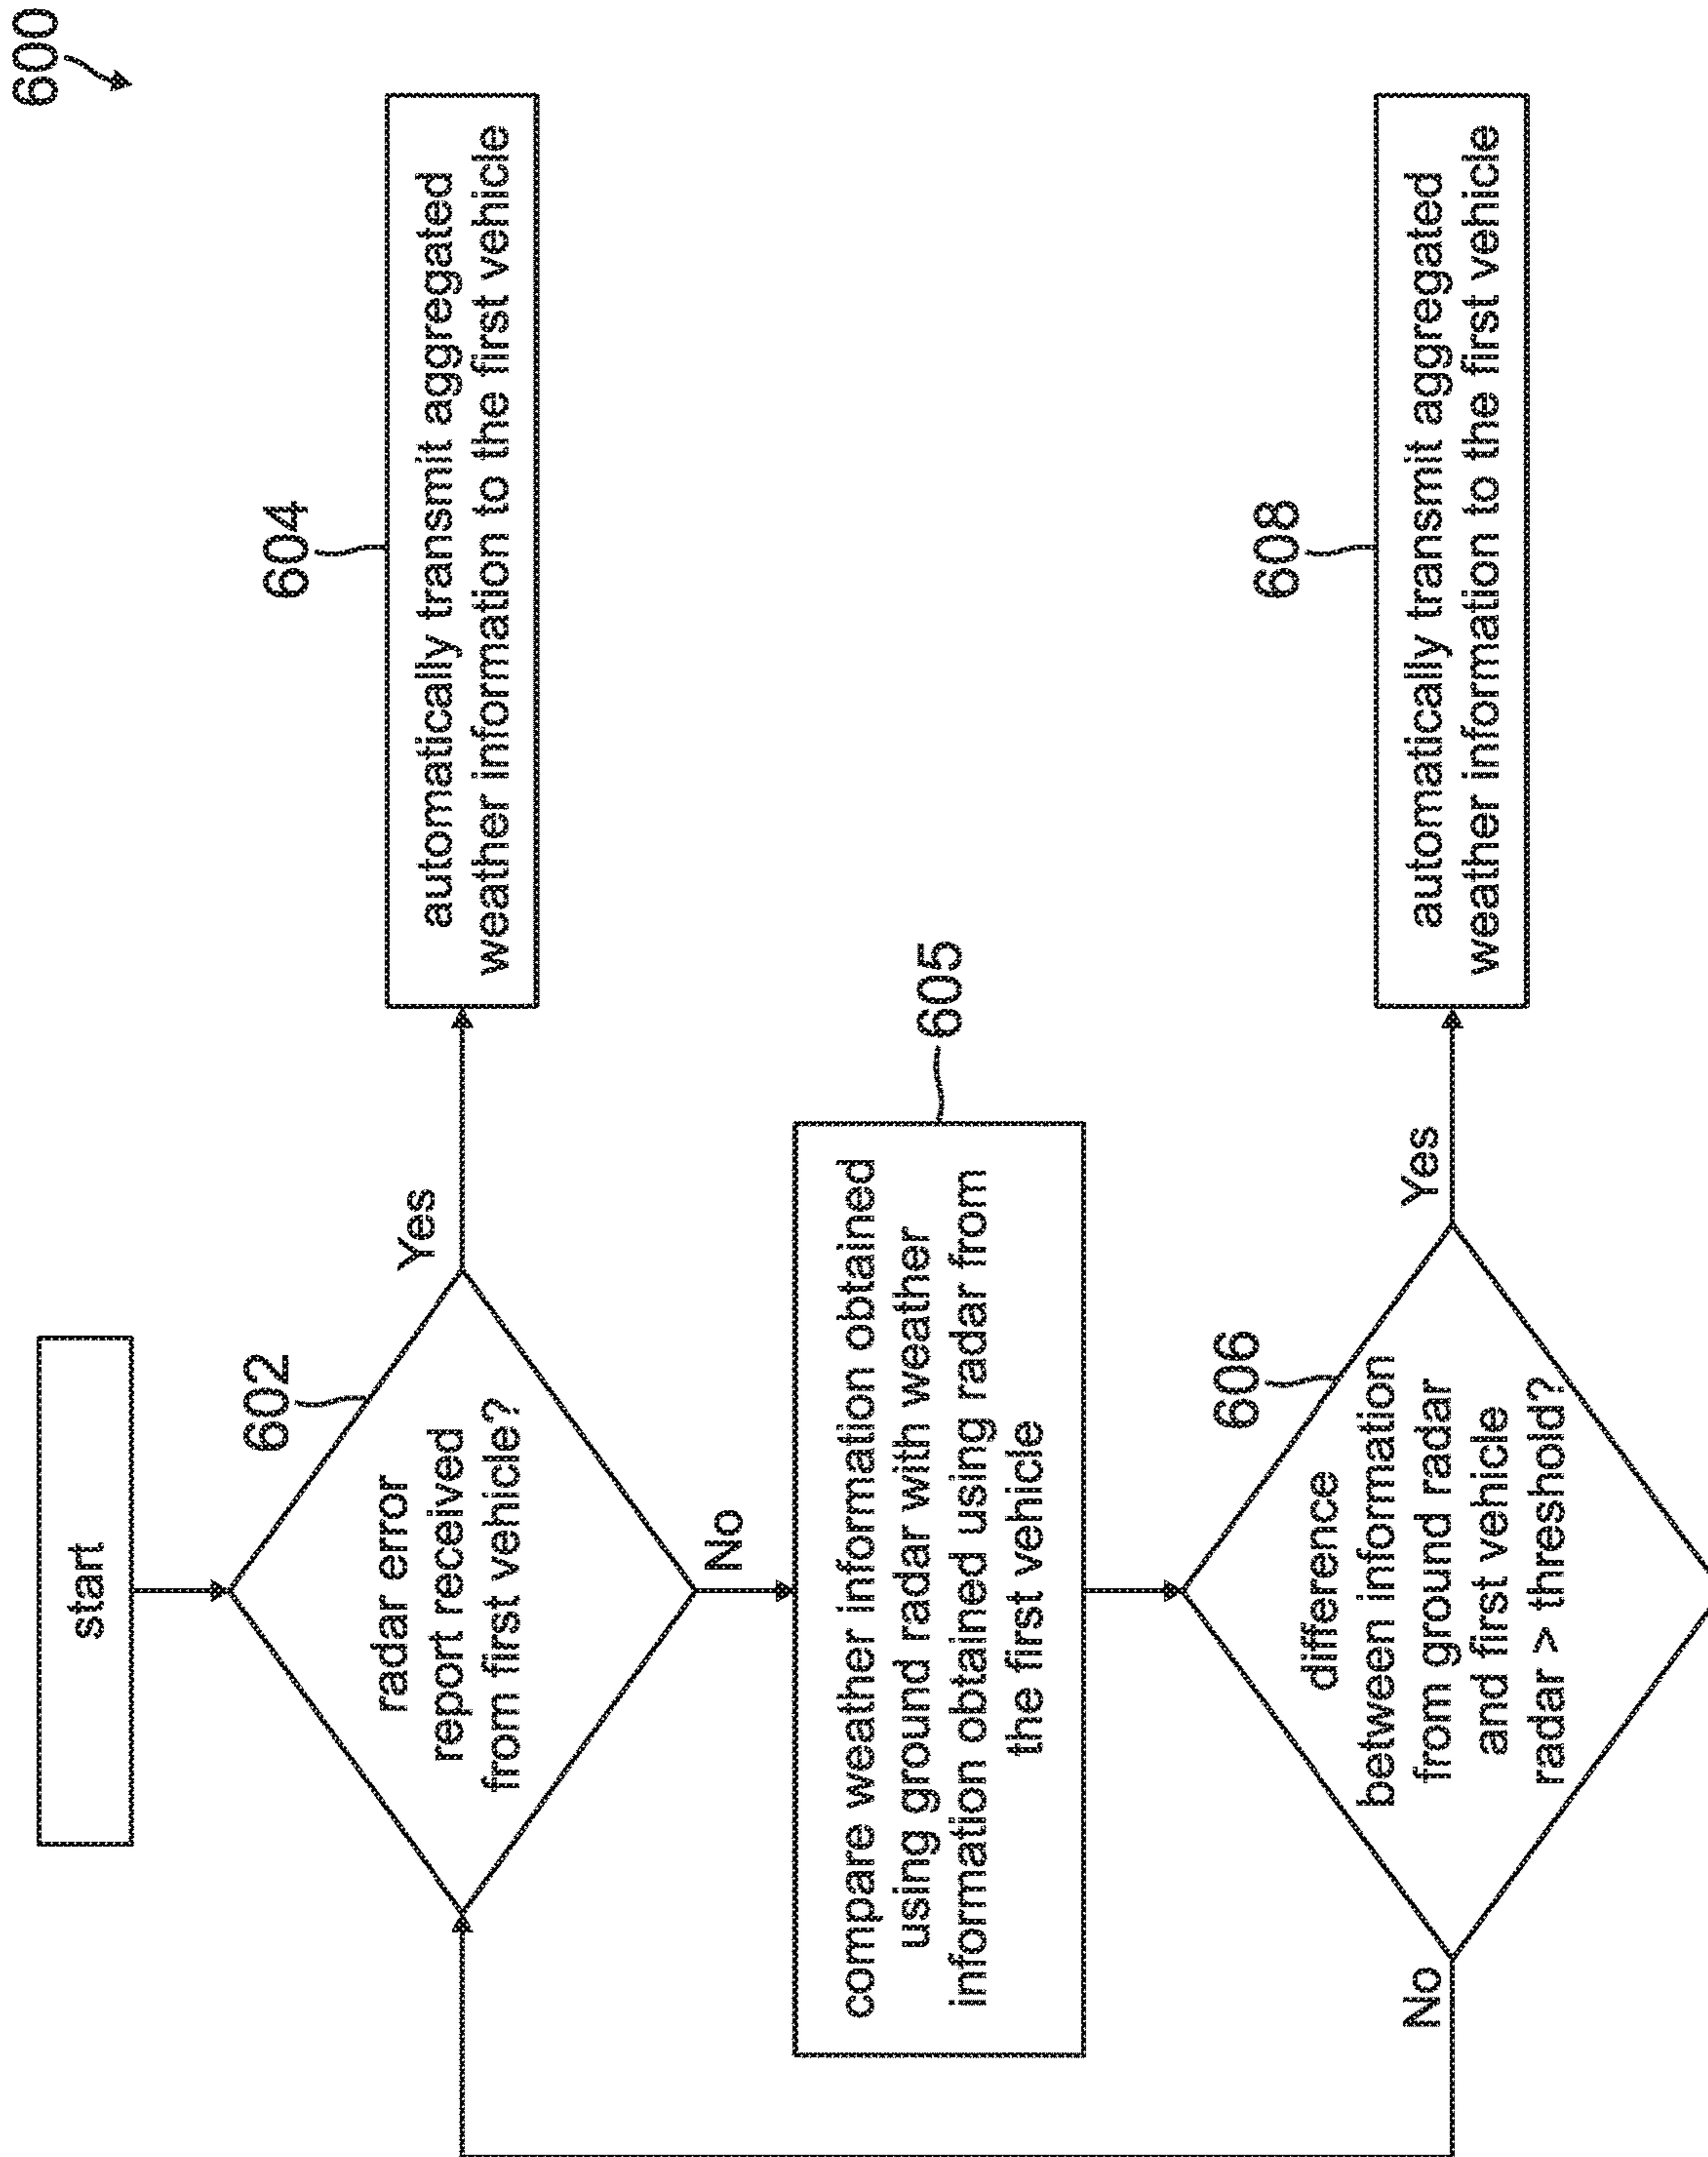 600
start
602
radar error
report received
from first vehicle?
Yes
604
automatically transmit aggregated
weather information to the first vehicle
No
605
compare weather information obtained
using ground radar with weather
information obtained using radar from
the first vehicle
606
difference
between information
from ground radar
and first vehicle
radar > threshold?
Yes
608
automatically transmit aggregated
weather information to the first vehicle
No